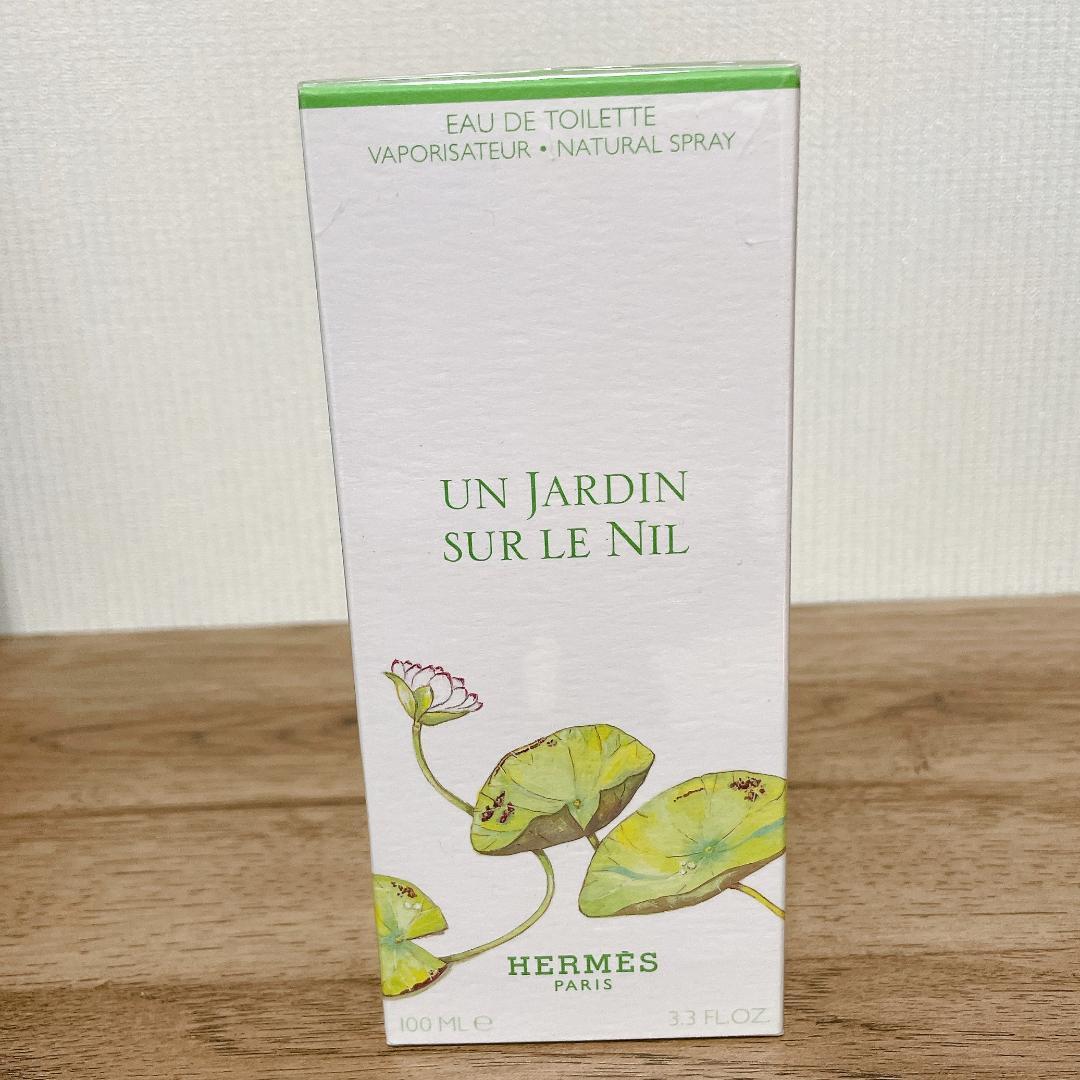 EAU DE TOILETTE
VAPORISATEUR • NATURAL SPRAY
UN JARDIN
SUR LE NIL
HERMÈS
PARIS
100 ML ℮
3.3 FL.OZ.